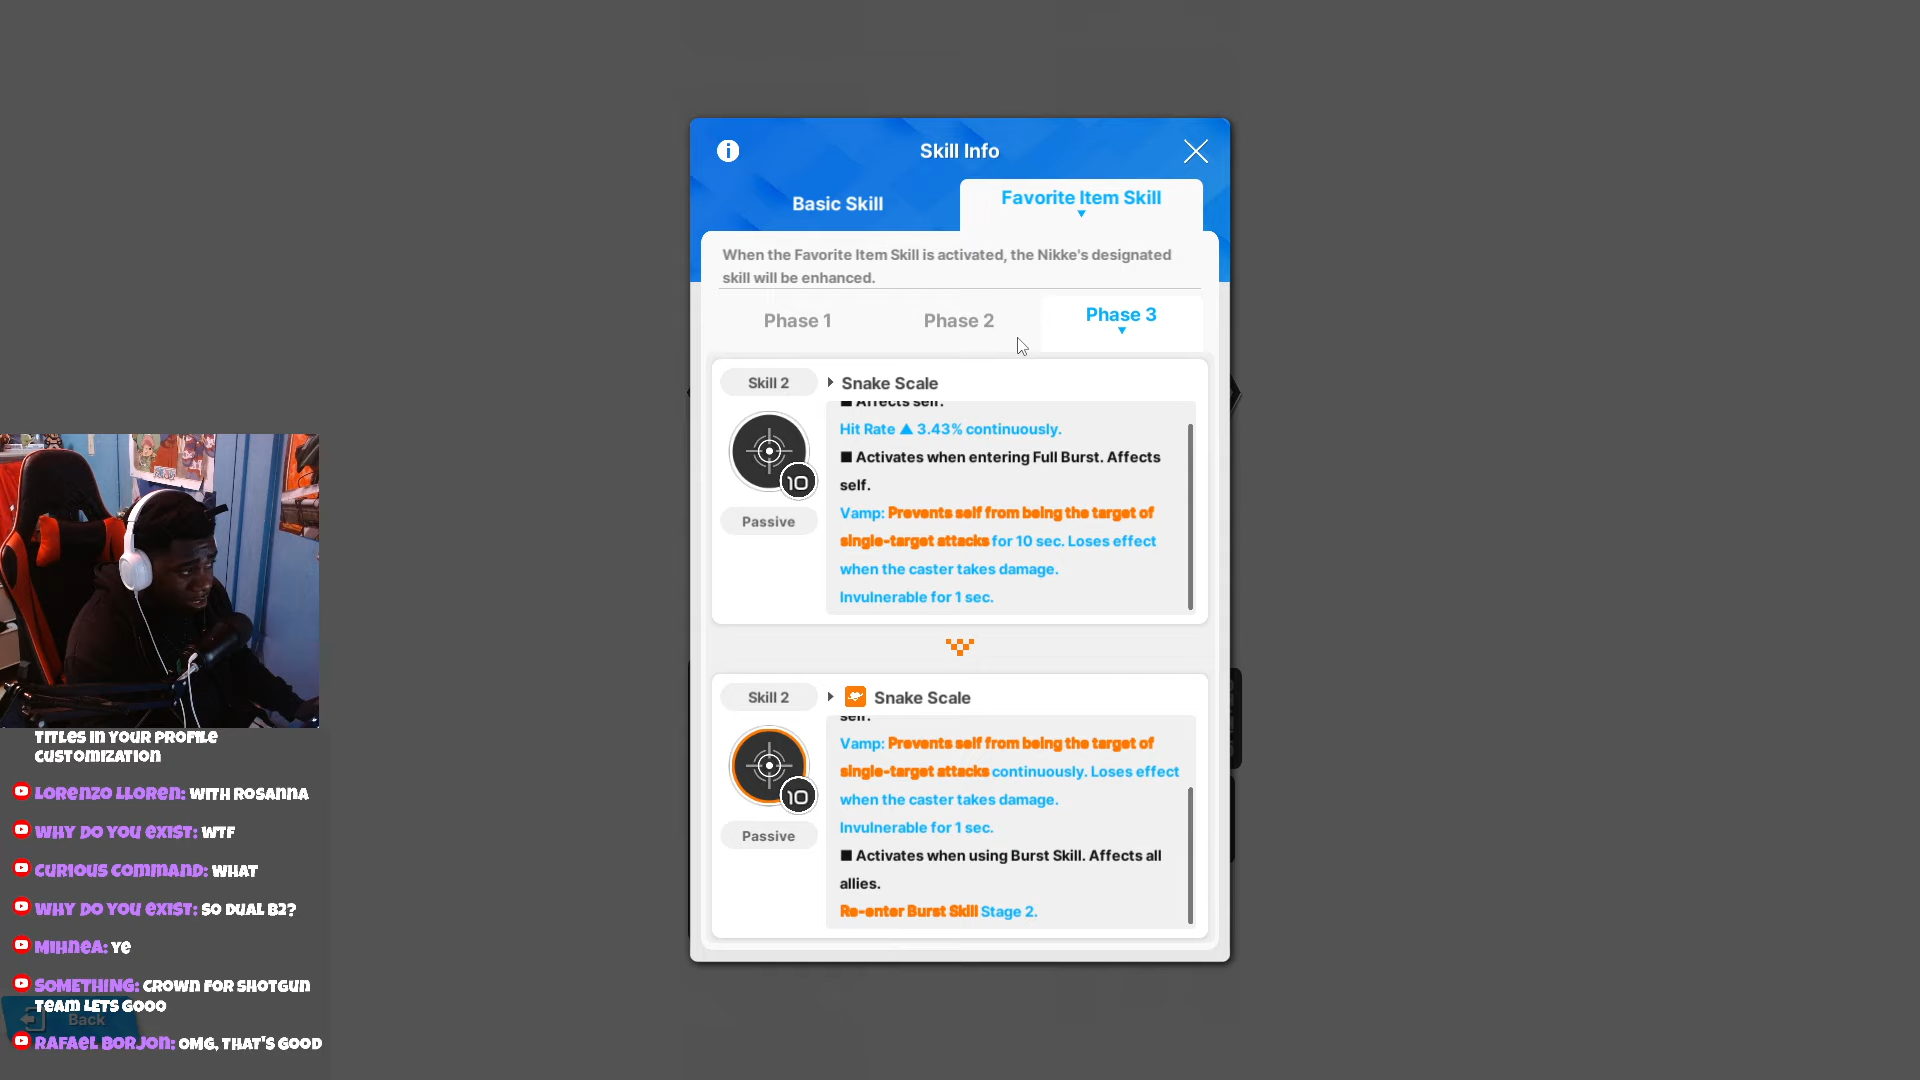 Skill Info
Basic Skill
Favorite Item Skill
When the Favorite Item Skill is activated, the Nikke's designated
skill will be enhanced.
Phase 1
Phase 2
Phase 3
Skill 2
Snake Scale
■ Affects self.
Hit Rate ▲ 3.43% continuously.
■ Activates when entering Full Burst. Affects
self.
Vamp: Prevents self from being the target of
single-target attacks for 10 sec. Loses effect
when the caster takes damage.
Invulnerable for 1 sec.
10
Passive
Skill 2
Snake Scale
self.
Vamp: Prevents self from being the target of
single-target attacks continuously. Loses effect
when the caster takes damage.
Invulnerable for 1 sec.
■ Activates when using Burst Skill. Affects all
allies.
Re-enter Burst Skill Stage 2.
10
Passive
TITLES IN YOUR PROFILE
CUSTOMIZATION
LORENZO LLOREN: WITH ROSANNA
WHY DO YOU EXIST: WTF
CURIOUS COMMAND: WHAT
WHY DO YOU EXIST: SO DUAL B2?
MIHNEA: YE
SOMETHING: CROWN FOR SHOTGUN
TEAM LETS GOOO
Back
RAFAEL BORJON: OMG, THAT'S GOOD